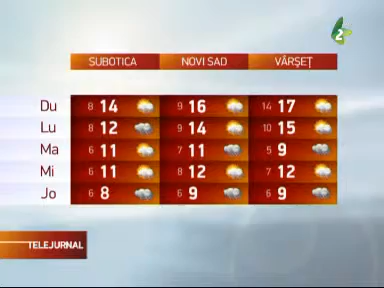 2
SUBOTICA NOVI SAD VÂRŞEŢ
Du 8 14 9 16 14 17
Lu 8 12 9 14 10 15
Ma 6 11 7 11 5 9
Mi 6 11 8 12 7 12
Jo 6 8 6 9 6 9
TELEJURNAL